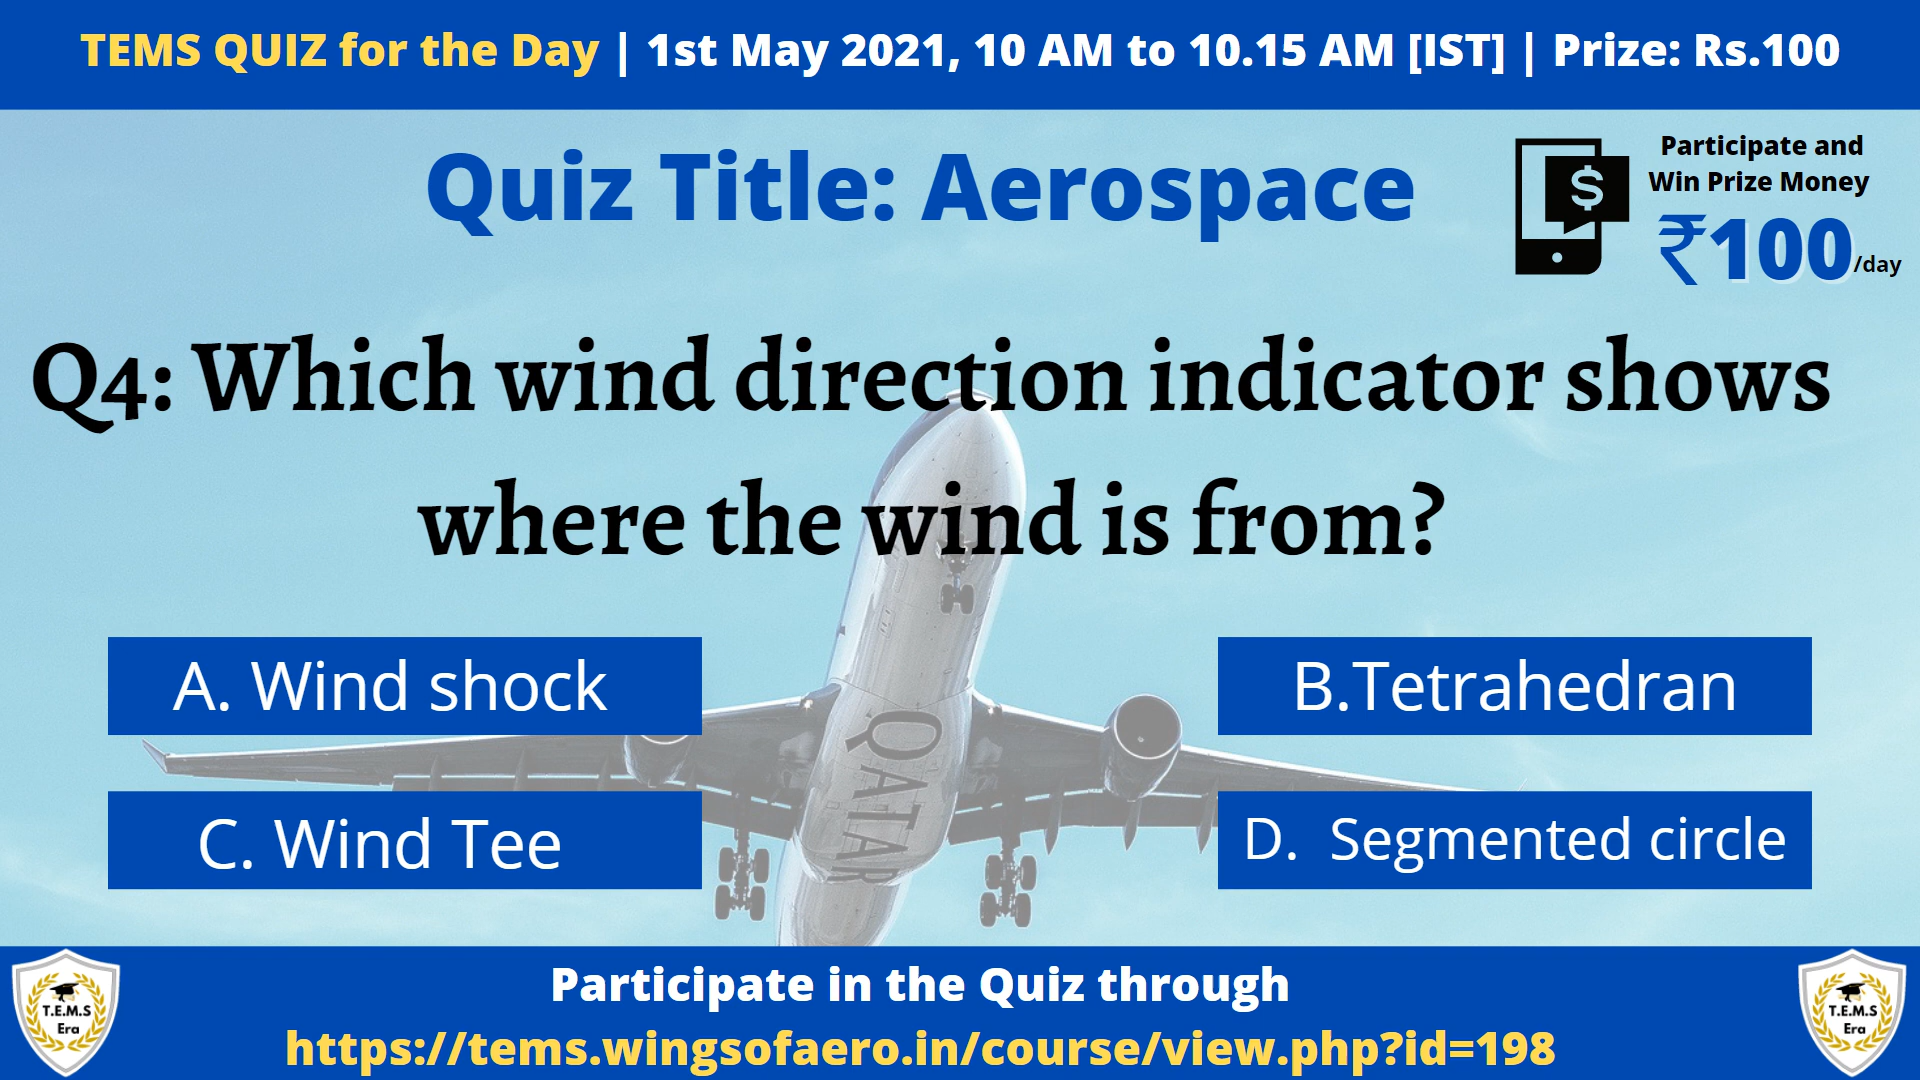 TEMS QUIZ for the Day | 1st May 2021, 10 AM to 10.15 AM [IST] | Prize: Rs.100
Quiz Title: Aerospace
$
Participate and
Win Prize Money
₹100/day
Q4: Which wind direction indicator shows
where the wind is from?
A. Wind shock
B.Tetrahedran
C. Wind Tee
D. Segmented circle
QATAR
Participate in the Quiz through
https://tems.wingsofaero.in/course/view.php?id=198
T.E.M.S
Era
T.E.M.S
Era